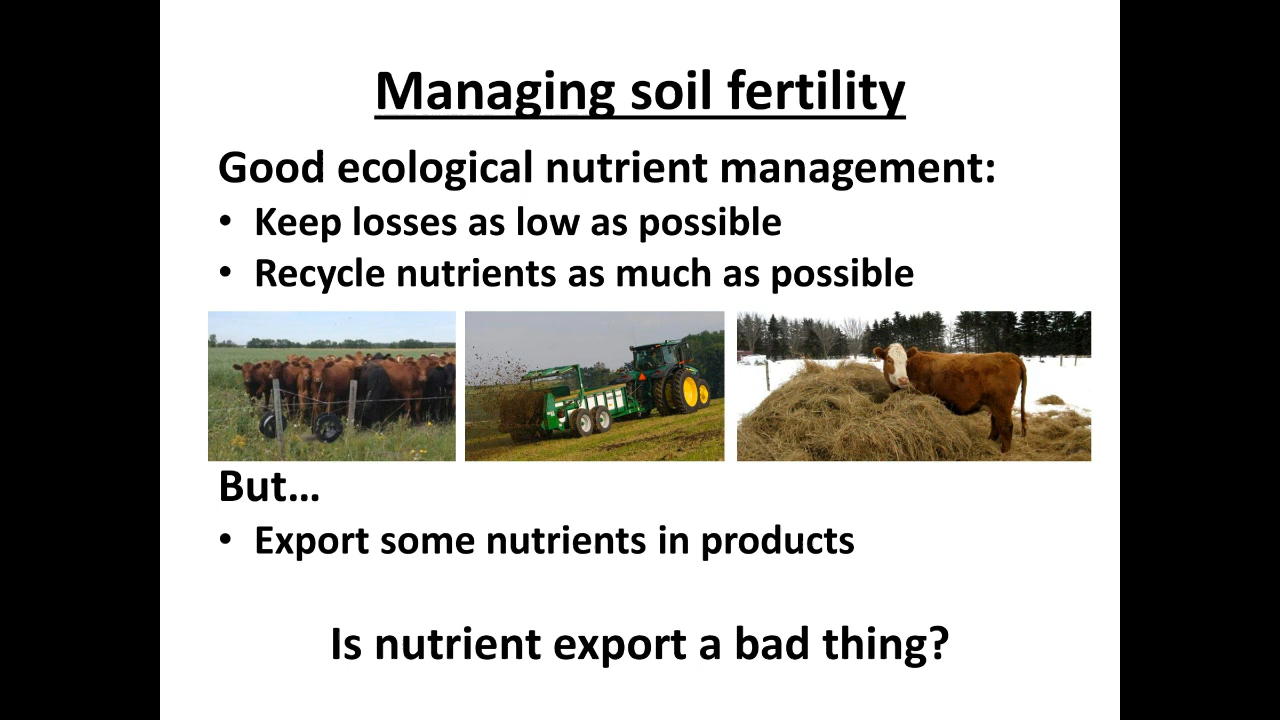 Managing soil fertility
Good ecological nutrient management:
• Keep losses as low as possible
• Recycle nutrients as much as possible
But…
• Export some nutrients in products
Is nutrient export a bad thing?